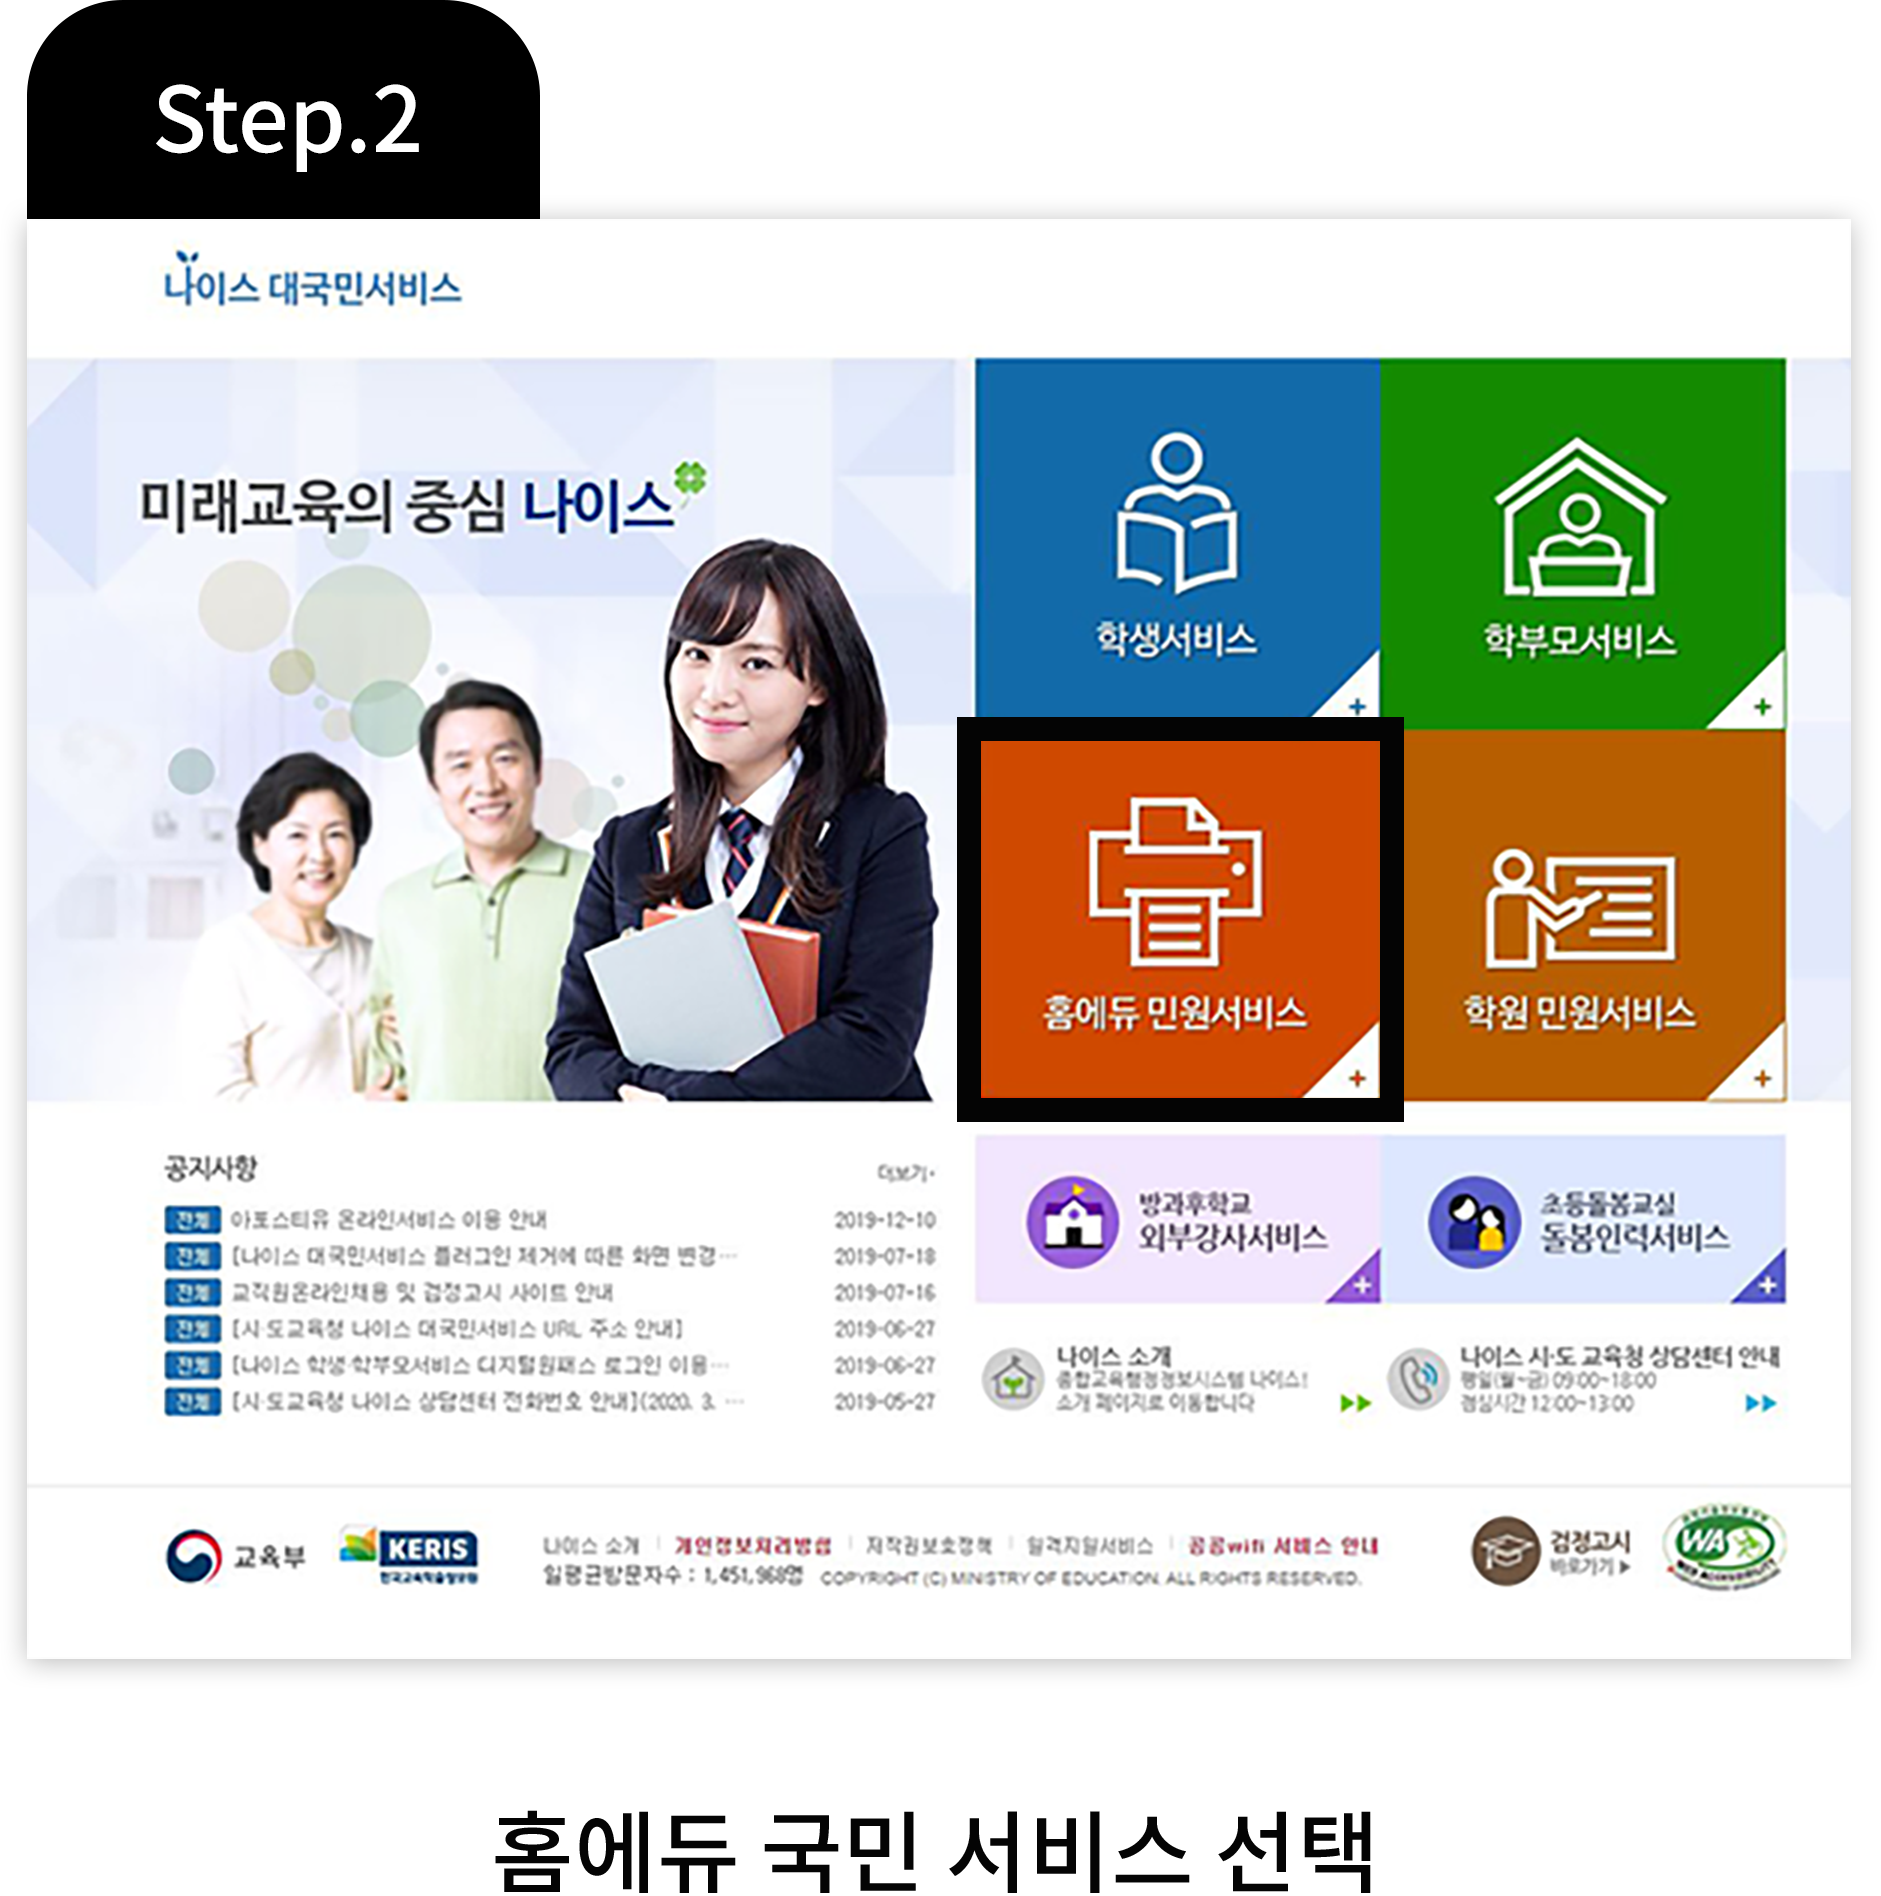 Step.2
나이스 대국민서비스
미래교육의 중심 나이스
학생서비스
학부모서비스
홈에듀 민원서비스
학원 민원서비스
공지사항
더보기
전체 아포스티유 온라인서비스 이용 안내 2019-12-10
전체 [나이스 대국민서비스 플러그인 제거에 따른 화면 변경… 2019-07-18
전체 교직원온라인채용 및 검정고시 사이트 안내 2019-07-16
전체 [시·도교육청 나이스 대국민서비스 URL 주소 안내] 2019-06-27
전체 [나이스 학생·학부모서비스 디지털원패스 로그인 이용… 2019-06-27
전체 [시·도교육청 나이스 상담센터 전화번호 안내](2020. 3. … 2019-05-27
방과후학교
외부강사서비스
초등돌봄교실
돌봄인력서비스
나이스 소개
종합교육행정정보시스템 나이스!
소개 페이지로 이동합니다
나이스 시·도 교육청 상담센터 안내
평일(월~금) 09:00~18:00
점심시간 12:00~13:00
교육부
KERIS
한국교육학술정보원
나이스 소개 | 개인정보처리방침 | 저작권보호정책 | 원격지원서비스 | 공공wifi 서비스 안내
일평균방문자수 : 1,451,968명 COPYRIGHT (C) MINISTRY OF EDUCATION. ALL RIGHTS RESERVED.
검정고시
바로가기
WA
WEB ACCESSIBILITY
홈에듀 국민 서비스 선택